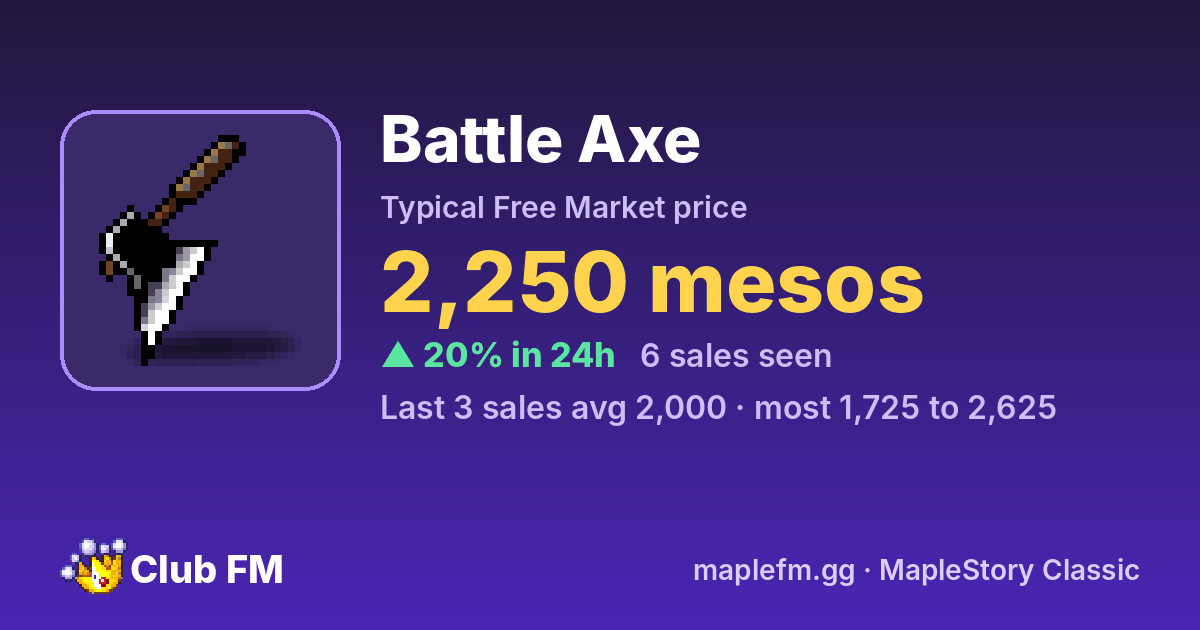 Battle Axe
Typical Free Market price
2,250 mesos
▲ 20% in 24h 6 sales seen
Last 3 sales avg 2,000 · most 1,725 to 2,625
Club FM
maplefm.gg · MapleStory Classic